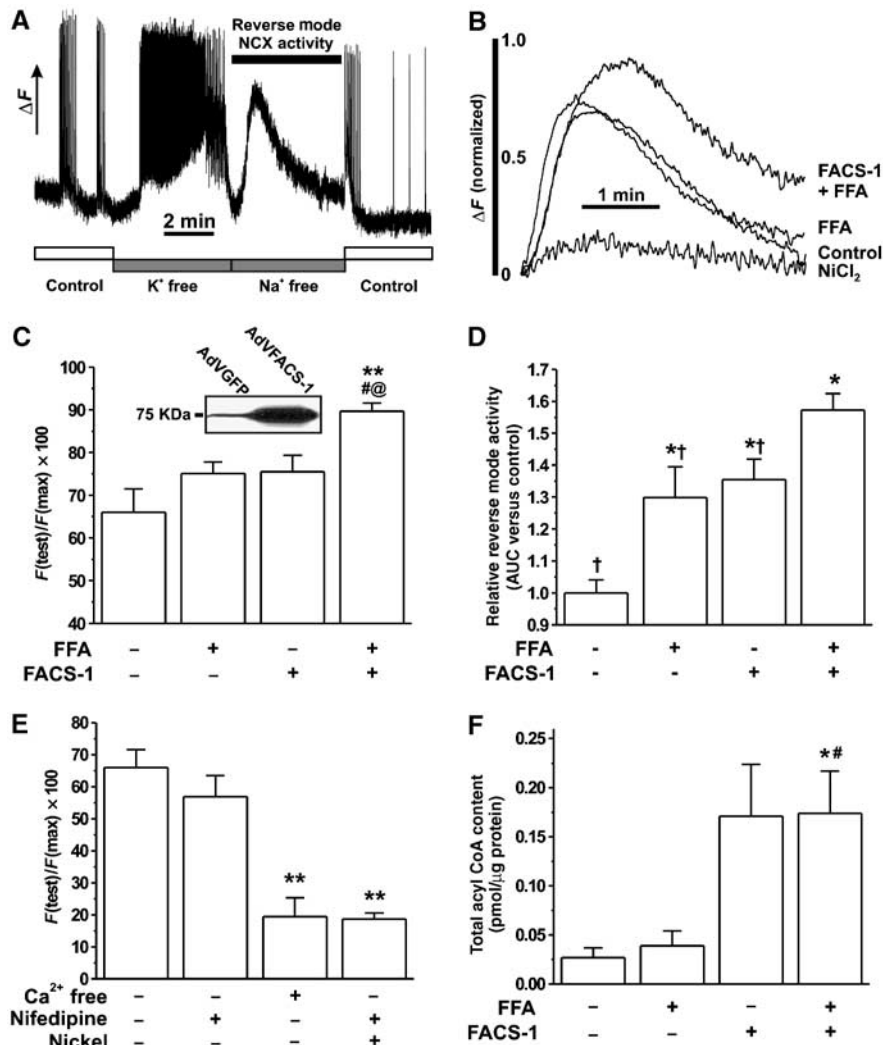 A
Reverse mode
NCX activity
ΔF
2 min
Control K⁺ free Na⁺ free Control
B
1.0
0.5
0
ΔF (normalized)
1 min
FACS-1
+ FFA
FFA
Control
NiCl₂
C
100
90
80
70
60
50
40
F(test)/F(max) × 100
AdVGFP
AdVFACS-1
75 KDa
**
#@
FFA – + – +
FACS-1 – – + +
D
1.7
1.6
1.5
1.4
1.3
1.2
1.1
1.0
0.9
Relative reverse mode activity
(AUC versus control)
†
*†
*†
*
FFA - + - +
FACS-1 - - + +
E
80
70
60
50
40
30
20
10
0
F(test)/F(max) × 100
**
**
Ca²⁺ free – – + –
Nifedipine – + – +
Nickel – – – +
F
0.25
0.20
0.15
0.10
0.05
0.00
Total acyl CoA content
(pmol/µg protein)
*#
FFA – + – +
FACS-1 – – + +